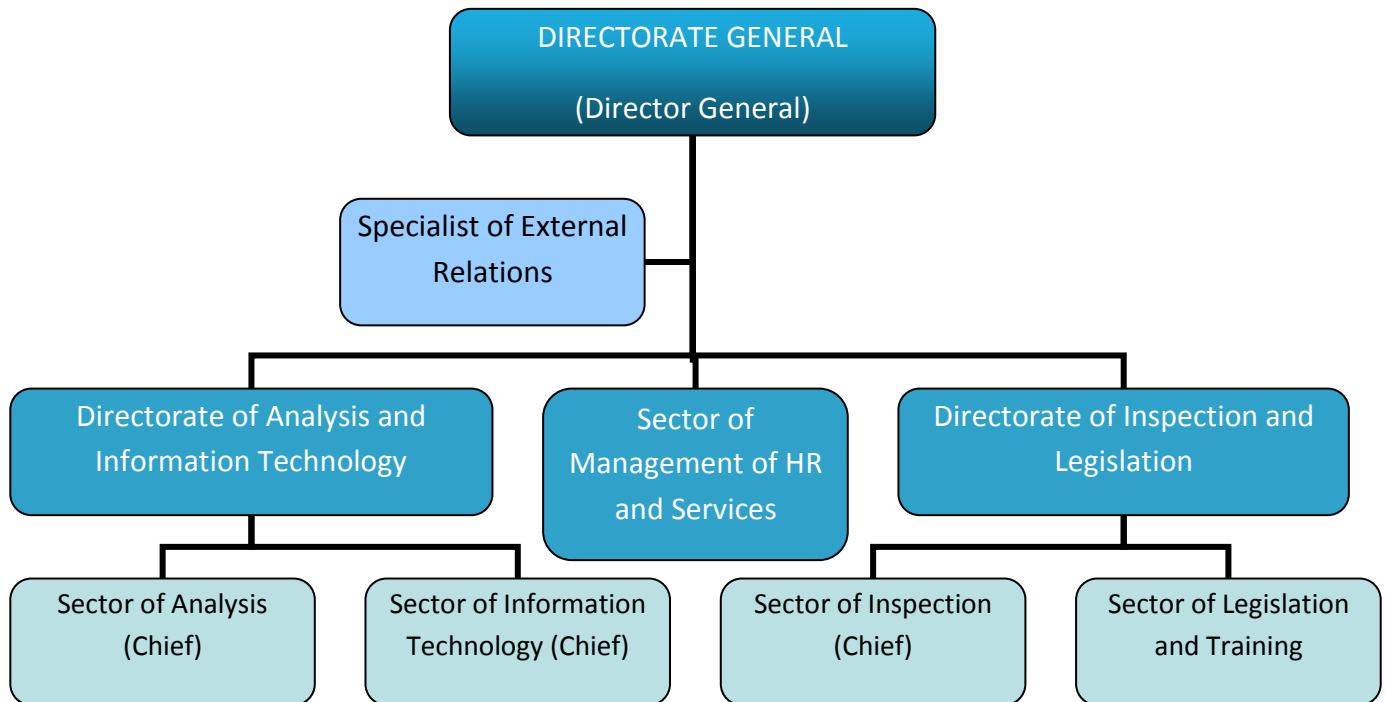 DIRECTORATE GENERAL
(Director General)
Specialist of External
Relations
Directorate of Analysis and
Information Technology
Sector of
Management of HR
and Services
Directorate of Inspection and
Legislation
Sector of Analysis
(Chief)
Sector of Information
Technology (Chief)
Sector of Inspection
(Chief)
Sector of Legislation
and Training